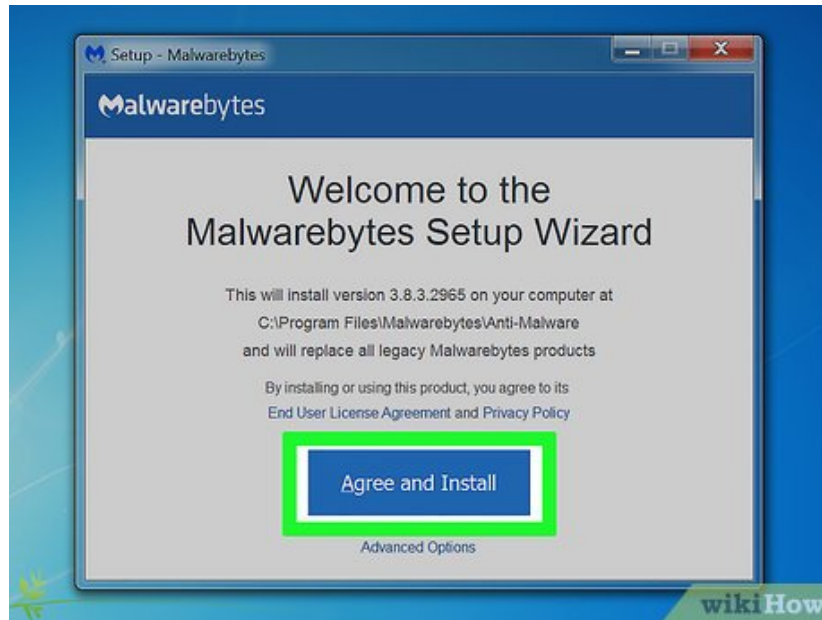 Setup - Malwarebytes
Malwarebytes
Welcome to the
Malwarebytes Setup Wizard
This will install version 3.8.3.2965 on your computer at
C:\Program Files\Malwarebytes\Anti-Malware
and will replace all legacy Malwarebytes products
By installing or using this product, you agree to its
End User License Agreement and Privacy Policy
Agree and Install
Advanced Options
wikiHow